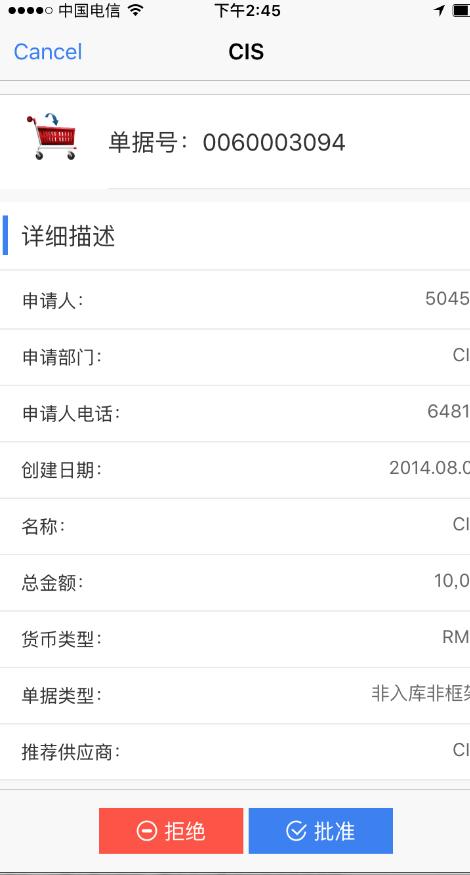 中国电信 下午2:45
Cancel CIS
单据号： 0060003094
详细描述
申请人： 5045
申请部门： CI
申请人电话： 6481
创建日期： 2014.08.0
名称： CI
总金额： 10,0
货币类型： RM
单据类型： 非入库非框架
推荐供应商： CI
拒绝 批准